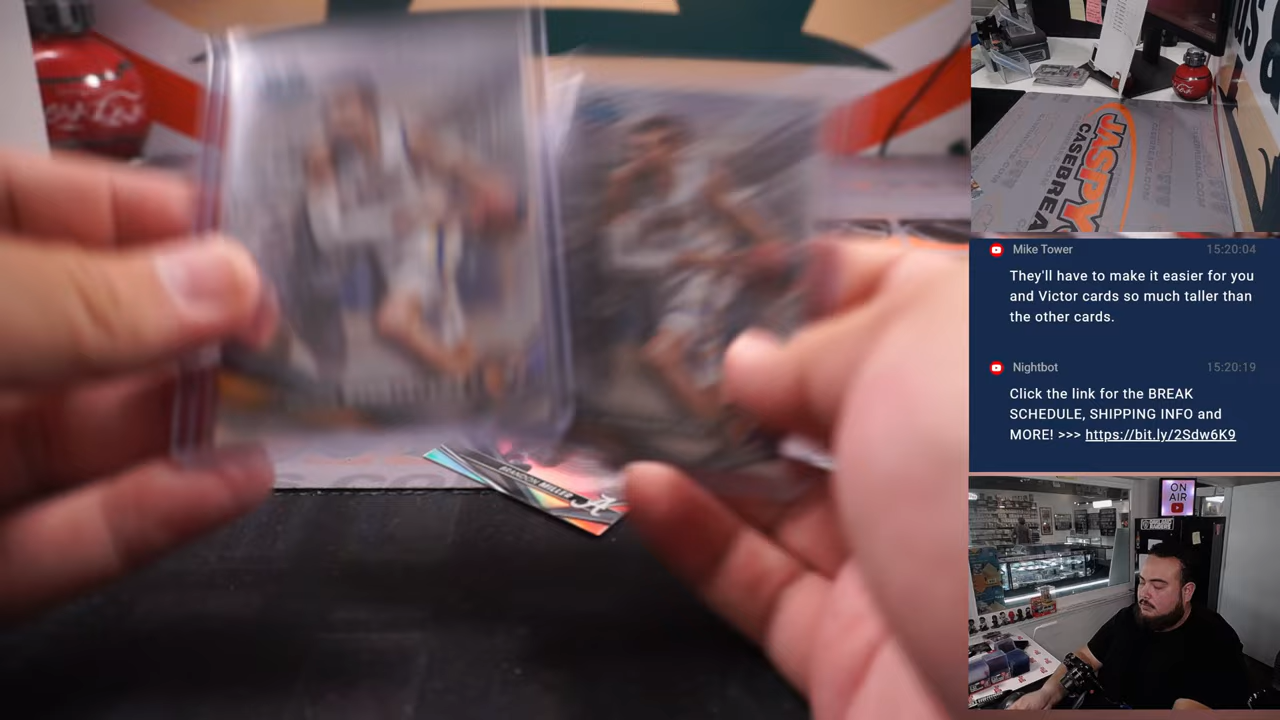 BRANDON MILLER
A
JASPY
CASEBREA
Mike Tower 15:20:04
They'll have to make it easier for you
and Victor cards so much taller than
the other cards.
Nightbot 15:20:19
Click the link for the BREAK
SCHEDULE, SHIPPING INFO and
MORE! >>> https://bit.ly/2Sdw6K9
ON
AIR